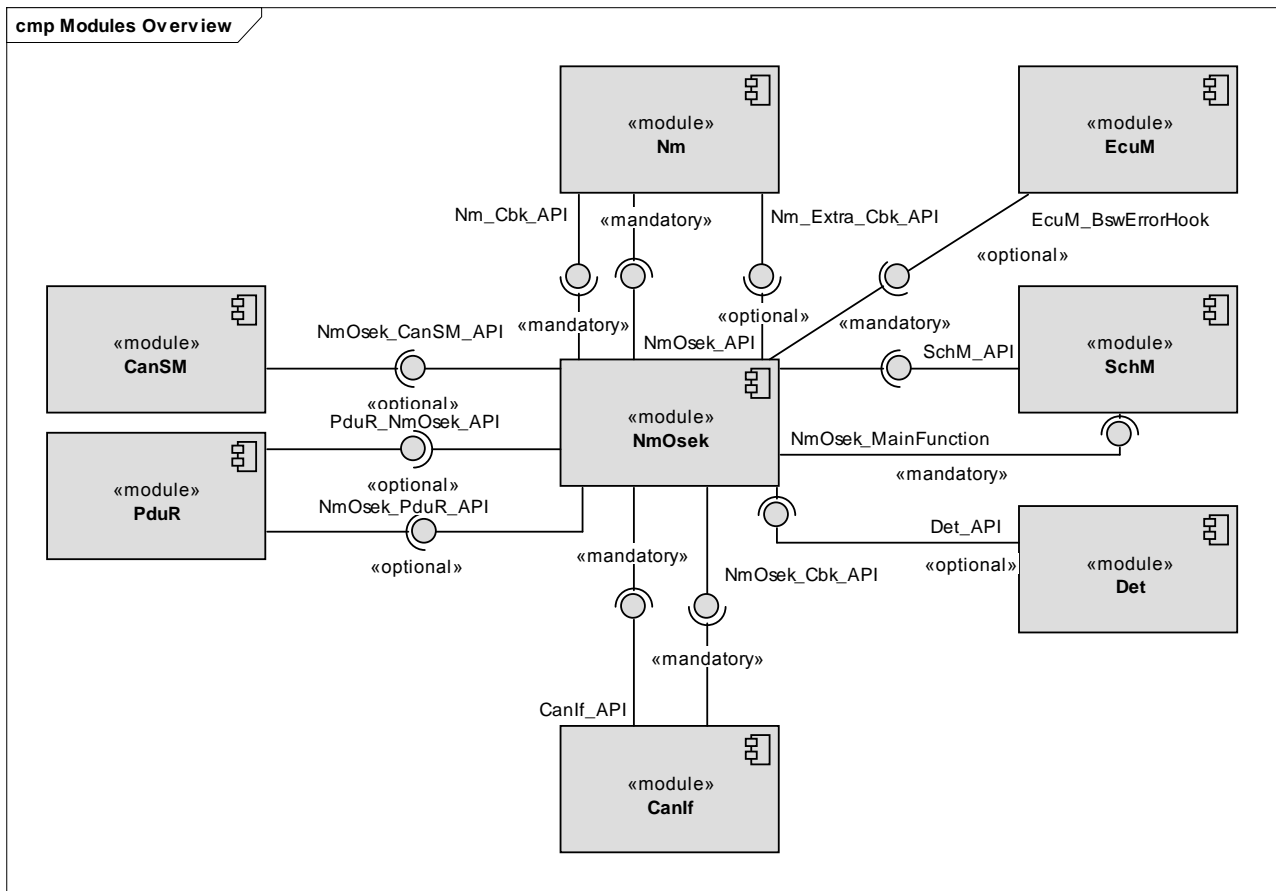 cmp Modules Overview
«module»
Nm
«module»
EcuM
Nm_Cbk_API
«mandatory»
Nm_Extra_Cbk_API
EcuM_BswErrorHook
«optional»
«module»
CanSM
NmOsek_CanSM_API
«optional»
«mandatory»
NmOsek_API
«optional»
«mandatory»
SchM_API
«module»
SchM
«module»
NmOsek
NmOsek_MainFunction
«mandatory»
«module»
PduR
PduR_NmOsek_API
«optional»
NmOsek_PduR_API
«optional»
«mandatory»
NmOsek_Cbk_API
Det_API
«optional»
«module»
Det
«mandatory»
CanIf_API
«module»
CanIf